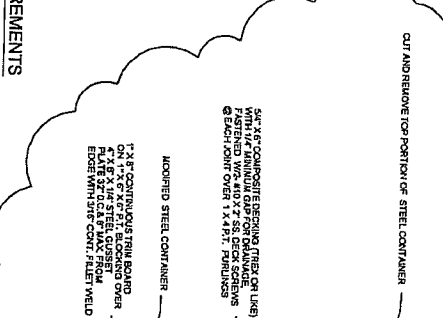 REMENTS
CUT AND REMOVE TOP PORTION OF STEEL CONTAINER
5/4" X 6" COMPOSITE DECKING (TREX OR LIKE)
WITH 1/4" MINIMUM GAP FOR DRAINAGE,
FASTENED W/3- #10 X 2" SS. DECK SCREWS
@ EACH JOINT OVER 1 X 4 P.T. PURLINGS
MODIFIED STEEL CONTAINER
1" X 8" CONTINUOUS TRIM BOARD
ON 1" X 6" X 6" P.T. BLOCKING OVER
4" X 8" X 1/4" STEEL GUSSET
PLATE 32" O.C. & 8" MAX. FROM
EDGE WITH 3/16" CONT. FILLET WELD